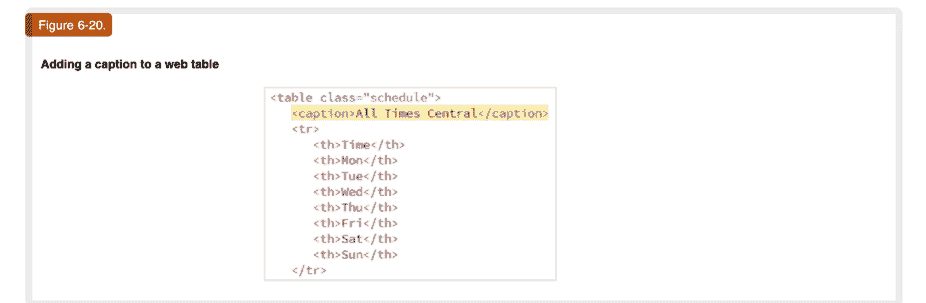 Figure 6-20.
Adding a caption to a web table
<table class="schedule">
<caption>All Times Central</caption>
<tr>
<th>Time</th>
<th>Mon</th>
<th>Tue</th>
<th>Wed</th>
<th>Thu</th>
<th>Fri</th>
<th>Sat</th>
<th>Sun</th>
</tr>